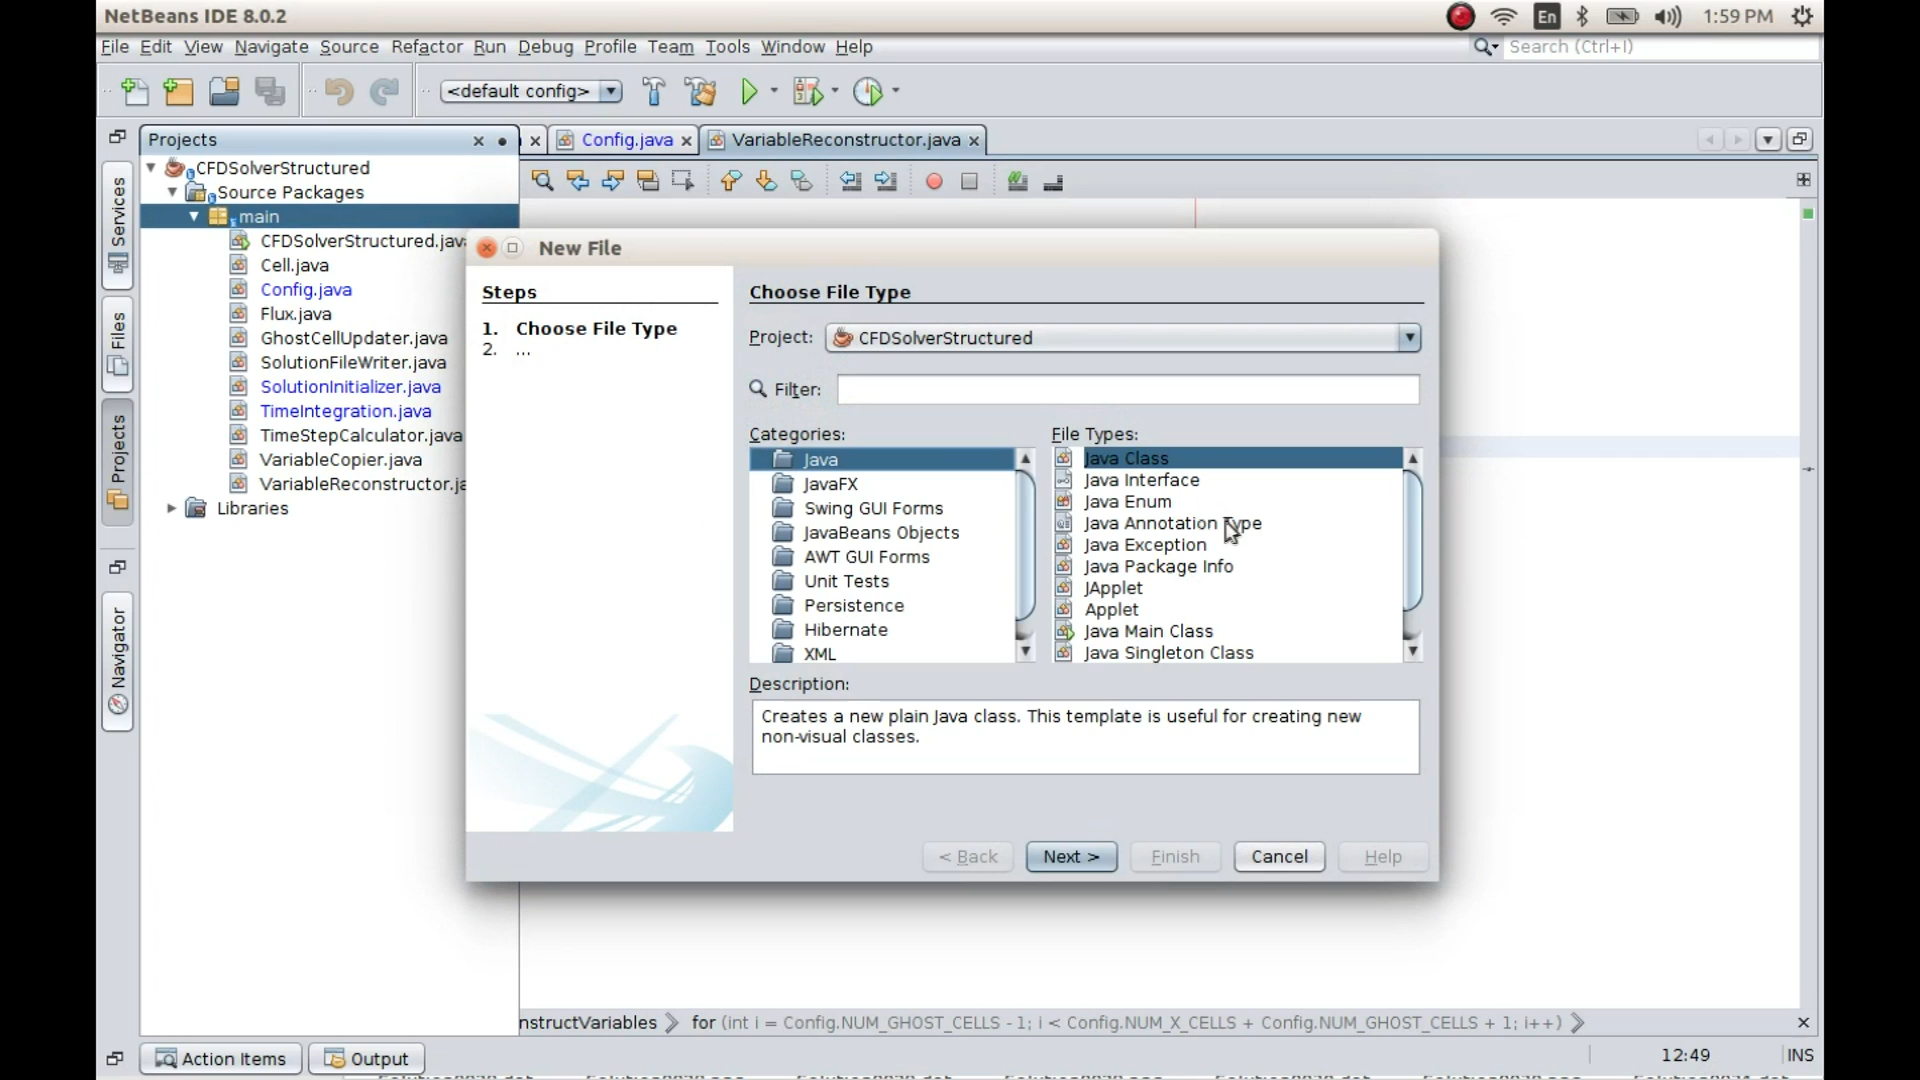 NetBeans IDE 8.0.2
En
1:59 PM
File Edit View Navigate Source Refactor Run Debug Profile Team Tools Window Help
Search (Ctrl+I)
<default config>
Projects
Config.java
VariableReconstructor.java
Services
Files
Projects
Navigator
CFDSolverStructured
Source Packages
main
CFDSolverStructured.java
Cell.java
Config.java
Flux.java
GhostCellUpdater.java
SolutionFileWriter.java
SolutionInitializer.java
TimeIntegration.java
TimeStepCalculator.java
VariableCopier.java
VariableReconstructor.ja
Libraries
New File
Steps
1. Choose File Type
2. ...
Choose File Type
Project: CFDSolverStructured
Filter:
Categories:
Java
JavaFX
Swing GUI Forms
JavaBeans Objects
AWT GUI Forms
Unit Tests
Persistence
Hibernate
XML
File Types:
Java Class
Java Interface
Java Enum
Java Annotation Type
Java Exception
Java Package Info
JApplet
Applet
Java Main Class
Java Singleton Class
Description:
Creates a new plain Java class. This template is useful for creating new
non-visual classes.
< Back
Next >
Finish
Cancel
Help
nstructVariables
for (int i = Config.NUM_GHOST_CELLS - 1; i < Config.NUM_X_CELLS + Config.NUM_GHOST_CELLS + 1; i++)
Action Items
Output
12:49
INS